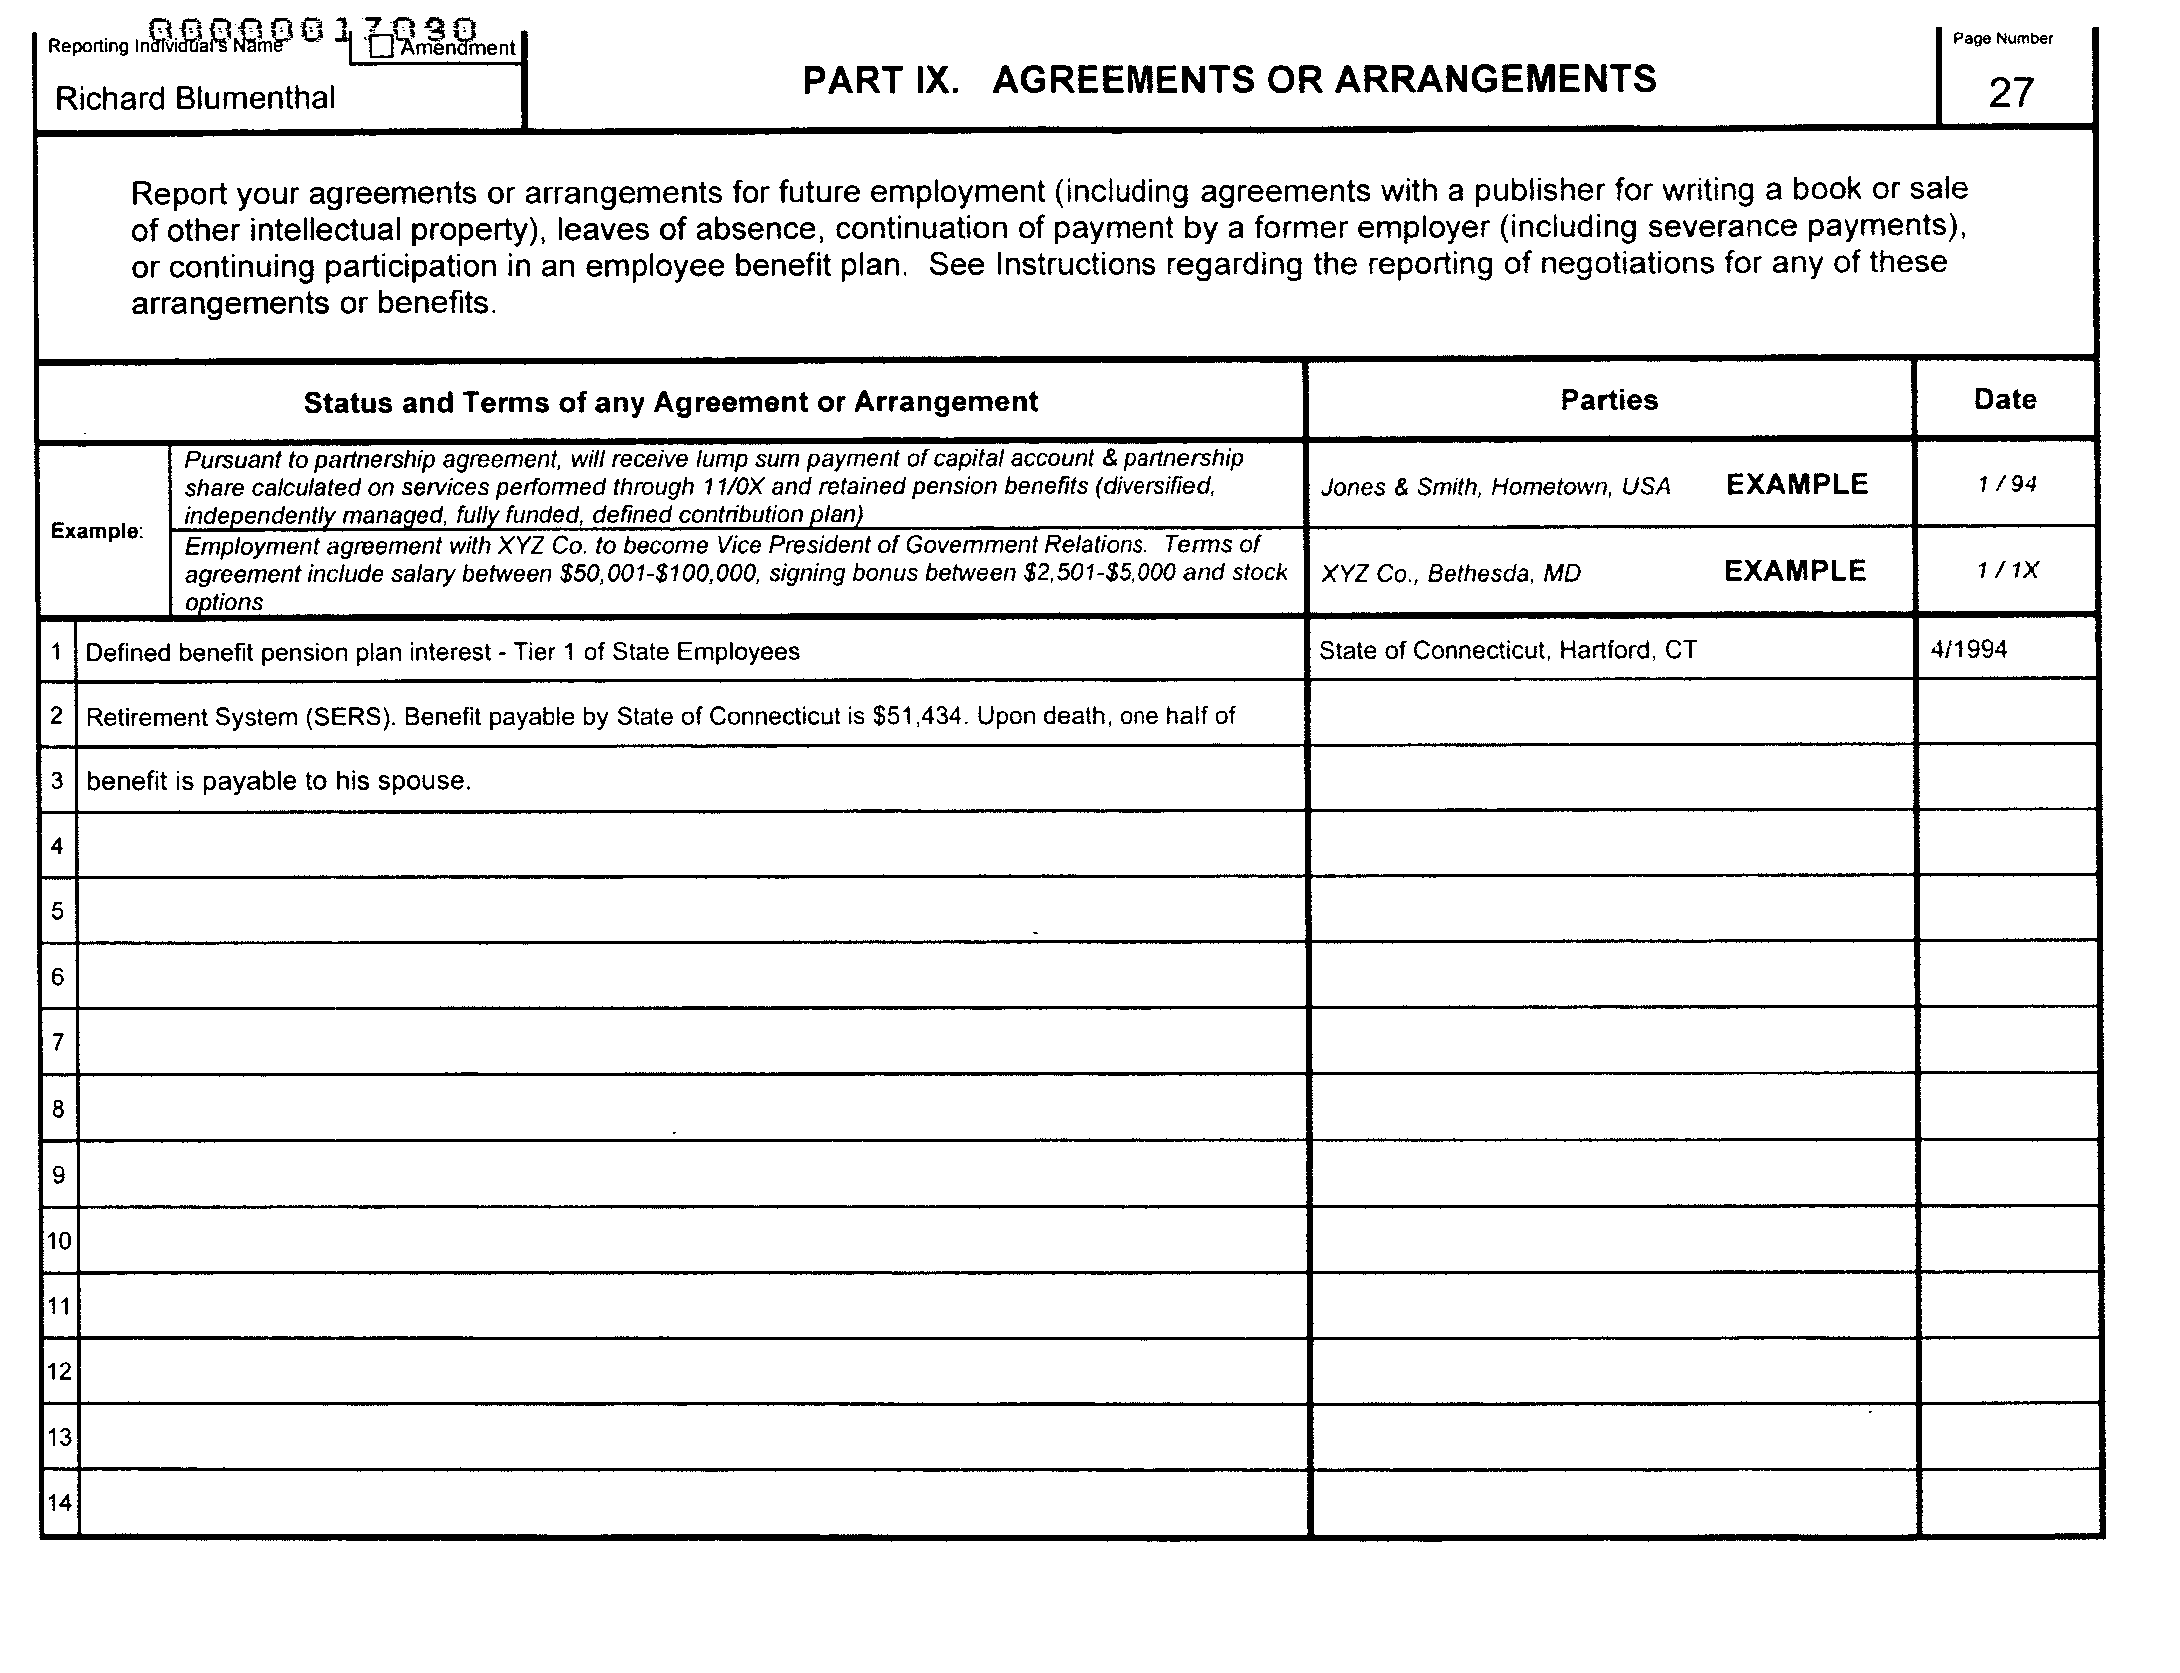 00000017090
Reporting Individual's Name
Amendment
Richard Blumenthal
PART IX. AGREEMENTS OR ARRANGEMENTS
Page Number
27
Report your agreements or arrangements for future employment (including agreements with a publisher for writing a book or sale
of other intellectual property), leaves of absence, continuation of payment by a former employer (including severance payments),
or continuing participation in an employee benefit plan. See Instructions regarding the reporting of negotiations for any of these
arrangements or benefits.
Status and Terms of any Agreement or Arrangement
Parties
Date
Example:
Pursuant to partnership agreement, will receive lump sum payment of capital account & partnership
share calculated on services performed through 11/0X and retained pension benefits (diversified,
independently managed, fully funded, defined contribution plan)
Jones & Smith, Hometown, USA EXAMPLE
1 / 94
Employment agreement with XYZ Co. to become Vice President of Government Relations. Terms of
agreement include salary between $50,001-$100,000, signing bonus between $2,501-$5,000 and stock
options
XYZ Co., Bethesda, MD EXAMPLE
1 / 1X
1 Defined benefit pension plan interest - Tier 1 of State Employees
State of Connecticut, Hartford, CT
4/1994
2 Retirement System (SERS). Benefit payable by State of Connecticut is $51,434. Upon death, one half of
3 benefit is payable to his spouse.
4
5
6
7
8
9
10
11
12
13
14